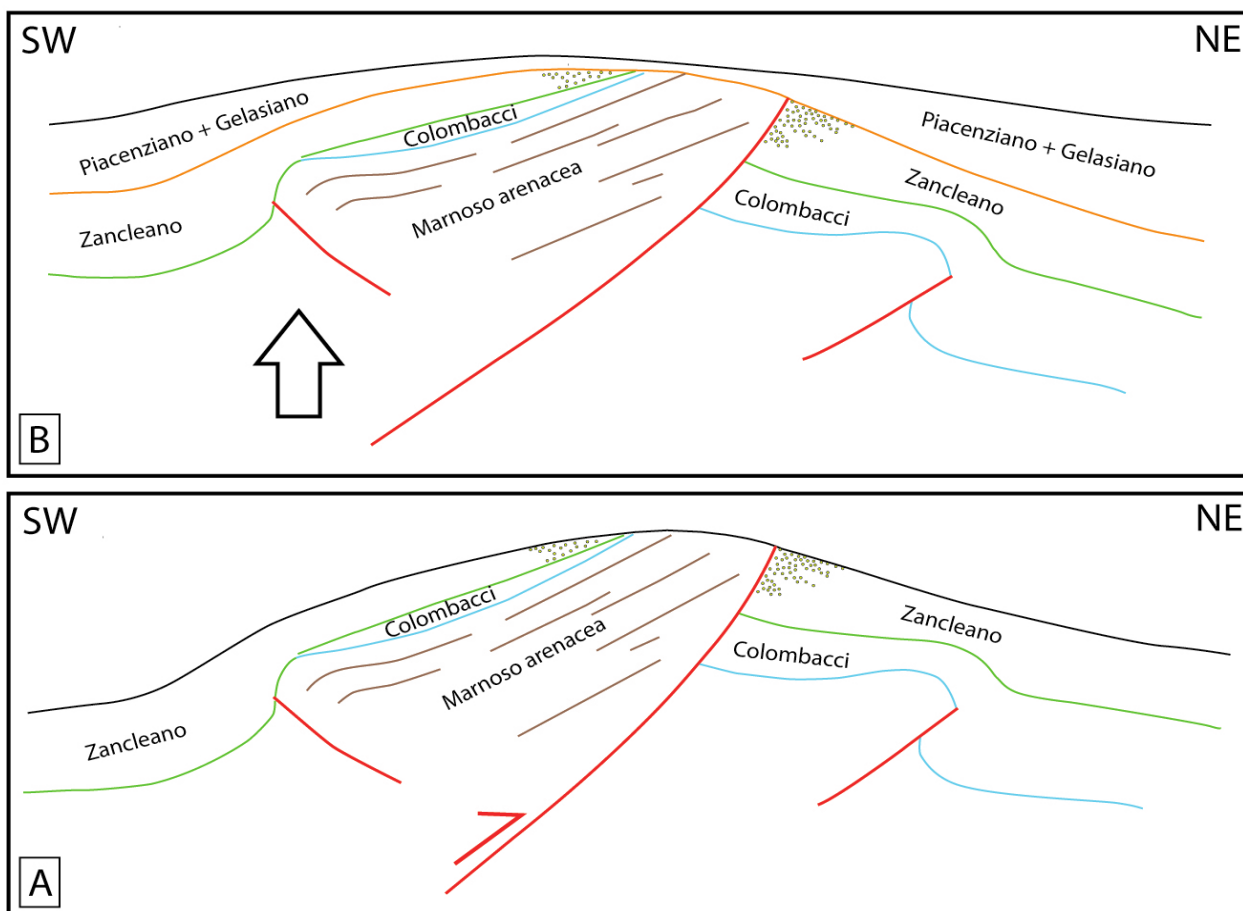 SW
NE
Piacenziano + Gelasiano
Colombacci
Piacenziano + Gelasiano
Marnoso arenacea
Zancleano
Colombacci
Zancleano
B
SW
NE
Colombacci
Zancleano
Marnoso arenacea
Colombacci
Zancleano
A